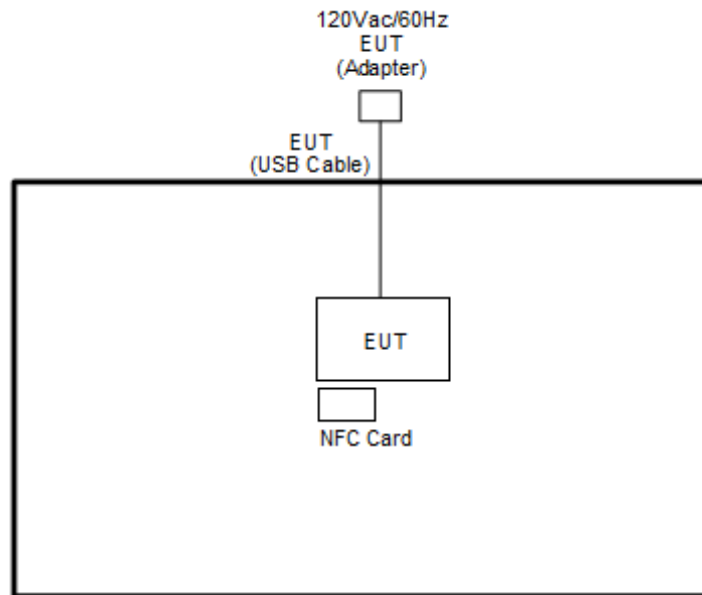 120Vac/60Hz
EUT
(Adapter)
EUT
(USB Cable)
EUT
NFC Card